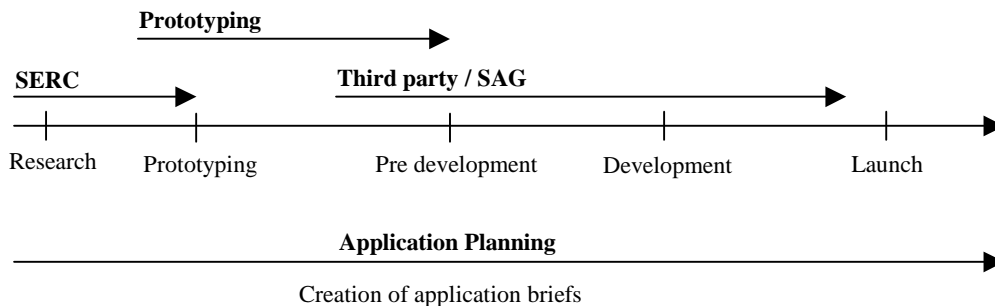 Prototyping
SERC
Third party / SAG
Research
Prototyping
Pre development
Development
Launch
Application Planning
Creation of application briefs